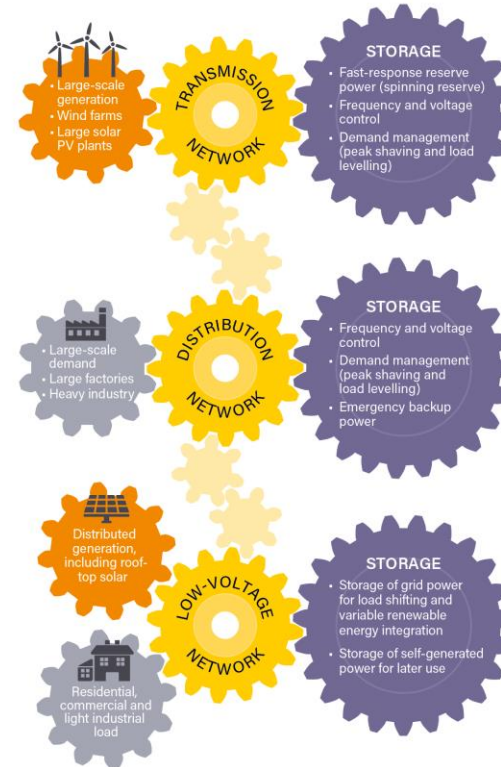 • Large-scale
generation
• Wind farms
• Large solar
PV plants
TRANSMISSION
NETWORK
STORAGE
• Fast-response reserve
power (spinning reserve)
• Frequency and voltage
control
• Demand management
(peak shaving and load
levelling)
• Large-scale
demand
• Large factories
• Heavy industry
DISTRIBUTION
NETWORK
STORAGE
• Frequency and voltage
control
• Demand management
(peak shaving and
load levelling)
• Emergency backup
power
Distributed
generation,
including roof-
top solar
LOW-VOLTAGE
NETWORK
STORAGE
• Storage of grid power
for load shifting and
variable renewable
energy integration
• Storage of self-generated
power for later use
Residential,
commercial and
light industrial
load